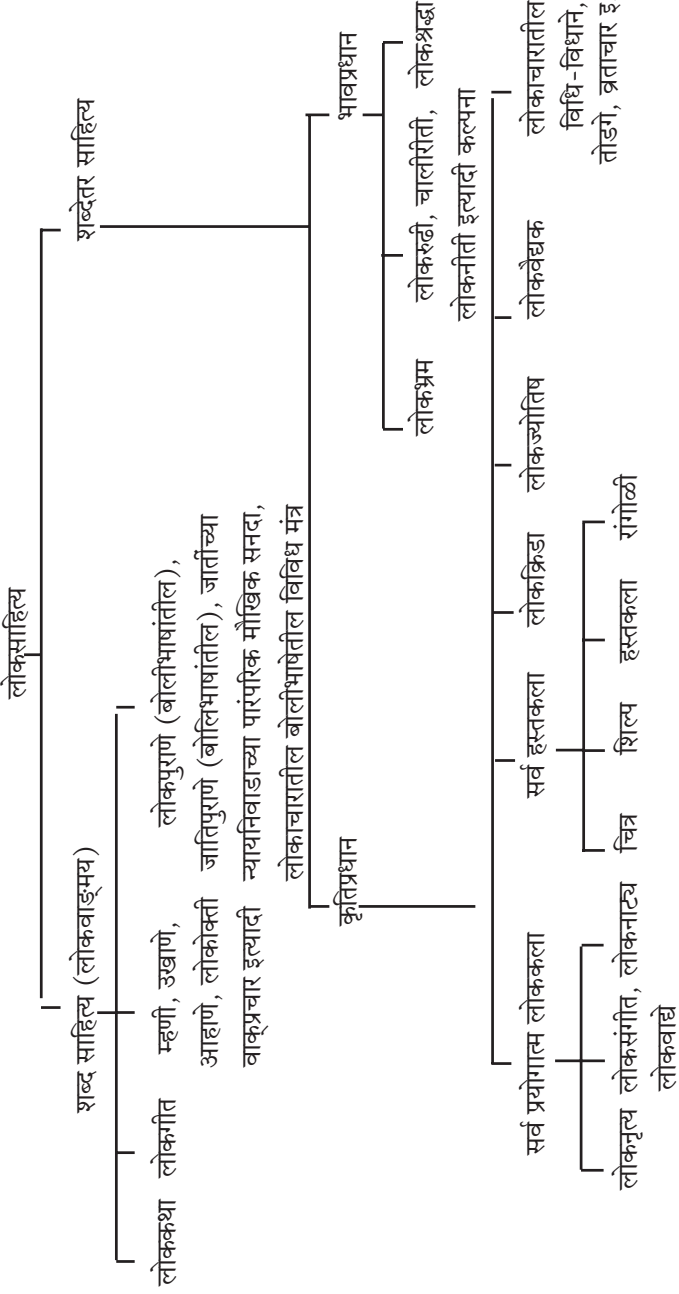 लोकसाहित्य
शब्द साहित्य (लोकवाङ्मय)
शब्देतर साहित्य
लोककथा
लोकगीत
म्हणी, उखाणे,
आहाणे, लोकोक्ती
वाक्प्रचार इत्यादी
लोकपुराणे (बोलीभाषांतील),
जातिपुराणे (बोलिभाषांतील), जातींच्या
न्यायनिवाडाच्या पारंपरिक मौखिक सनदा,
लोकाचारातील बोलीभाषेतील विविध मंत्र
कृतिप्रधान
भावप्रधान
लोकभ्रम
लोकरुढी, चालीरीती,
लोकनीती इत्यादी कल्पना
लोकश्रद्धा
सर्व प्रयोगात्म लोककला
सर्व हस्तकला
लोकक्रिडा
लोकज्योतिष
लोकवैद्यक
लोकाचारातील
विधि-विधाने,
तोडगे, व्रताचार इ
लोकनृत्य
लोकसंगीत,
लोकवाद्ये
लोकनाट्य
चित्र
शिल्प
हस्तकला
रांगोळी